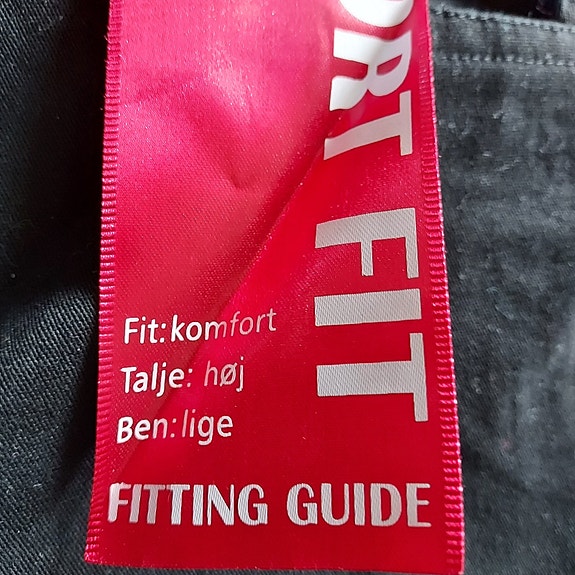 ORT FIT
Fit: komfort
Talje: høj
Ben: lige
FITTING GUIDE